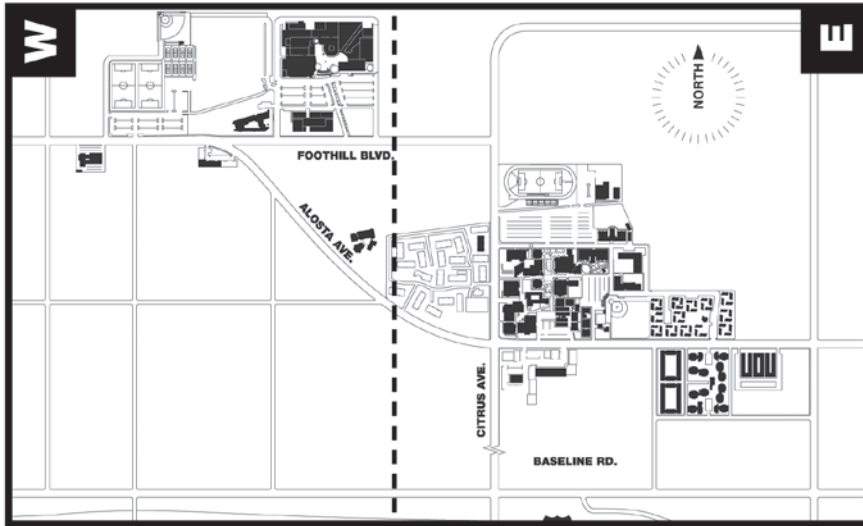 W
E
NORTH
FOOTHILL BLVD.
ALOSTA AVE.
CITRUS AVE.
BASELINE RD.